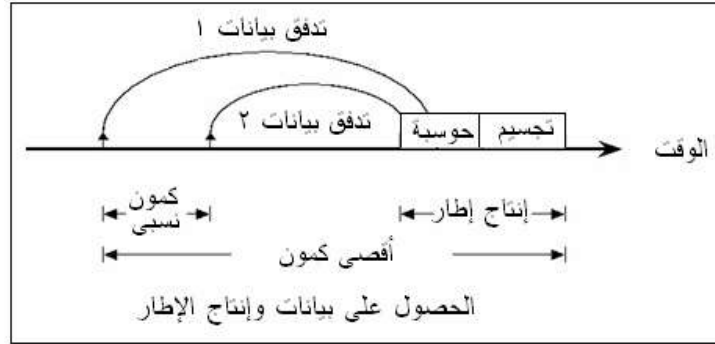 تدفق بيانات ١
تدفق بيانات ٢
حوسبة
تجسيم
الوقت
كمون
نسبى
إنتاج إطار
أقصى كمون
الحصول على بيانات وإنتاج الإطار